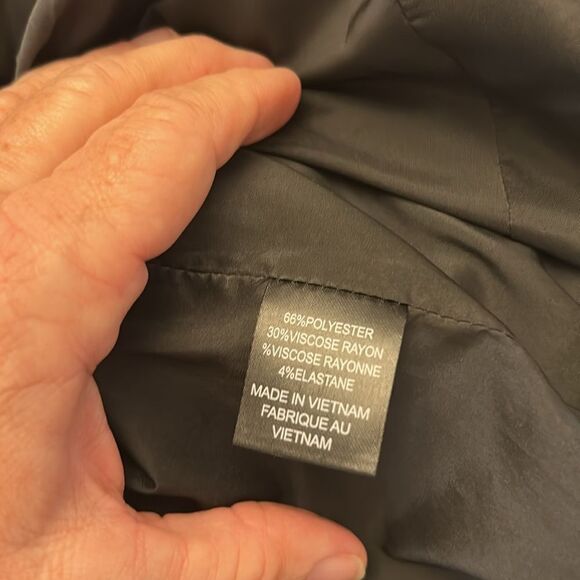 66%POLYESTER
30%VISCOSE RAYON
%VISCOSE RAYONNE
4%ELASTANE
MADE IN VIETNAM
FABRIQUE AU
VIETNAM